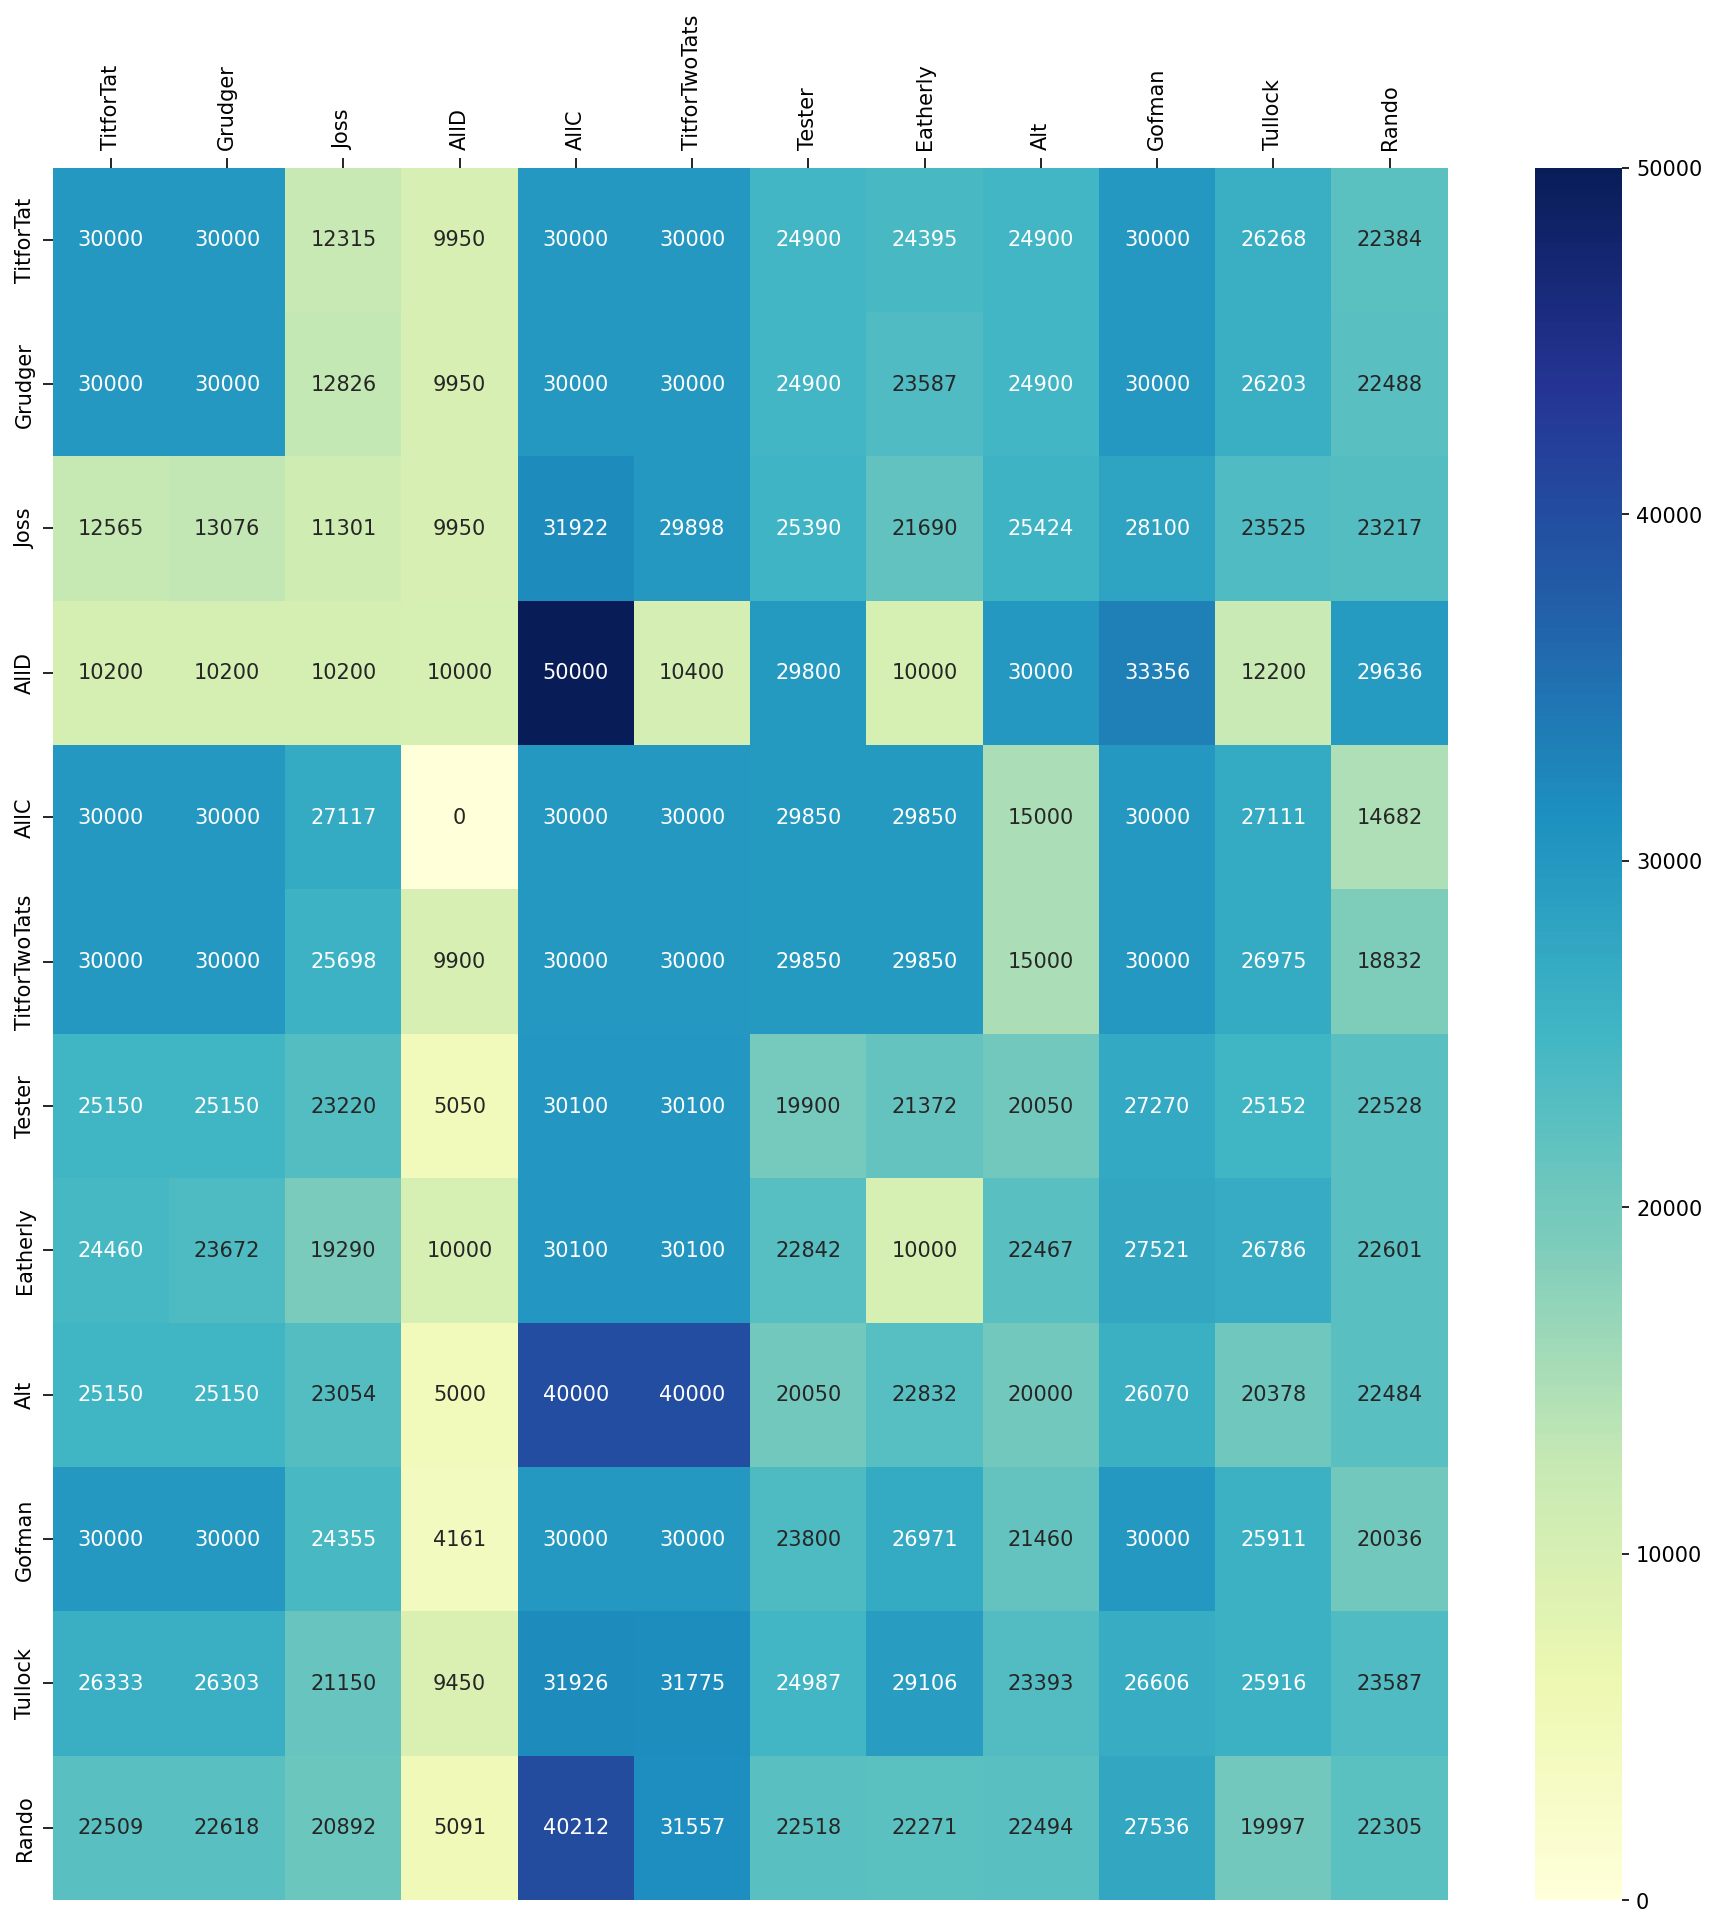 TitforTat Grudger Joss AllD AllC TitforTwoTats Tester Eatherly Alt Gofman Tullock Rando
TitforTat 30000 30000 12315 9950 30000 30000 24900 24395 24900 30000 26268 22384
Grudger 30000 30000 12826 9950 30000 30000 24900 23587 24900 30000 26203 22488
Joss 12565 13076 11301 9950 31922 29898 25390 21690 25424 28100 23525 23217
AllD 10200 10200 10200 10000 50000 10400 29800 10000 30000 33356 12200 29636
AllC 30000 30000 27117 0 30000 30000 29850 29850 15000 30000 27111 14682
TitforTwoTats 30000 30000 25698 9900 30000 30000 29850 29850 15000 30000 26975 18832
Tester 25150 25150 23220 5050 30100 30100 19900 21372 20050 27270 25152 22528
Eatherly 24460 23672 19290 10000 30100 30100 22842 10000 22467 27521 26786 22601
Alt 25150 25150 23054 5000 40000 40000 20050 22832 20000 26070 20378 22484
Gofman 30000 30000 24355 4161 30000 30000 23800 26971 21460 30000 25911 20036
Tullock 26333 26303 21150 9450 31926 31775 24987 29106 23393 26606 25916 23587
Rando 22509 22618 20892 5091 40212 31557 22518 22271 22494 27536 19997 22305
50000
40000
30000
20000
10000
0